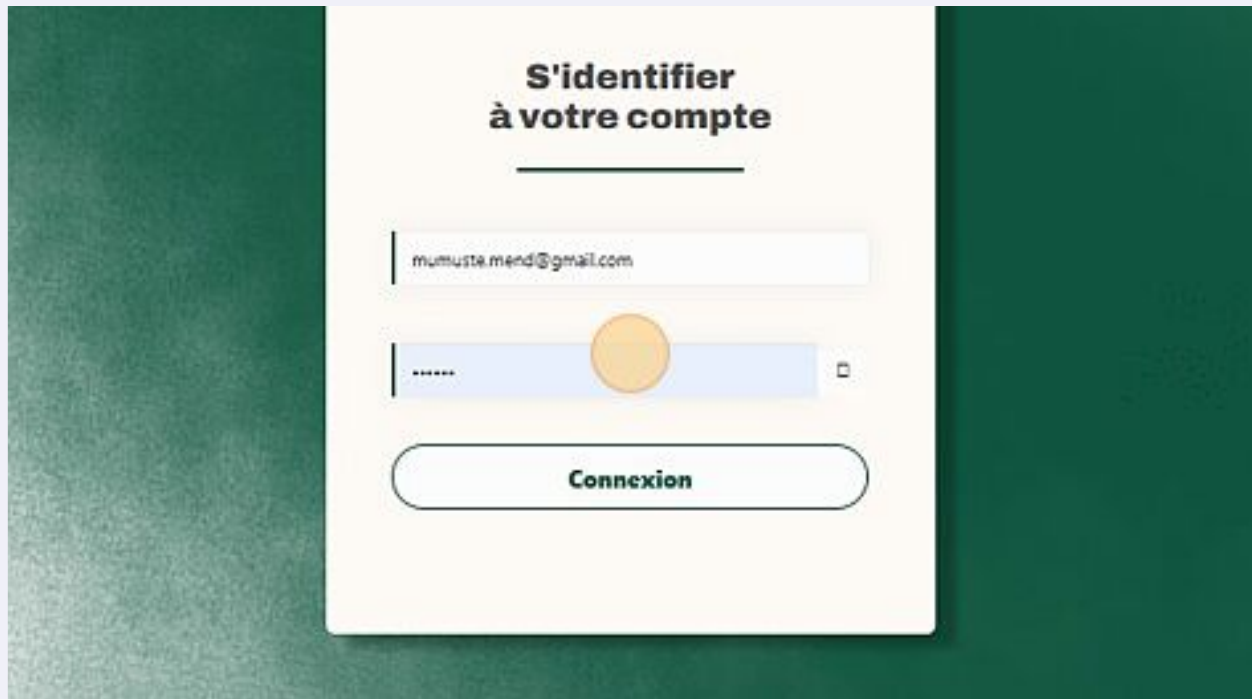 S'identifier
à votre compte
mumuste.mend@gmail.com
••••••
Connexion